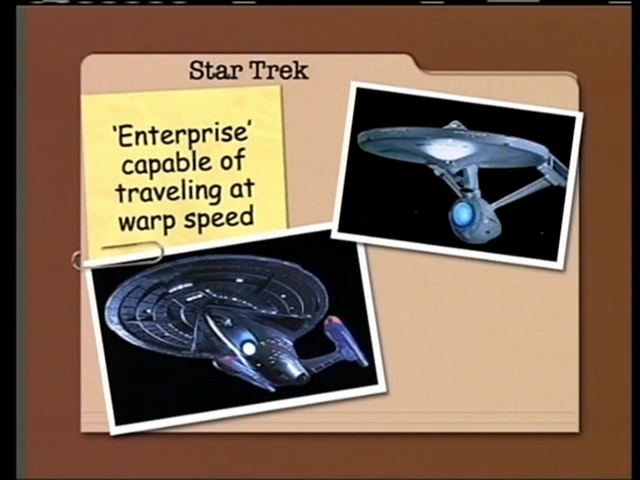 Star Trek
'Enterprise'
capable of
traveling at
warp speed